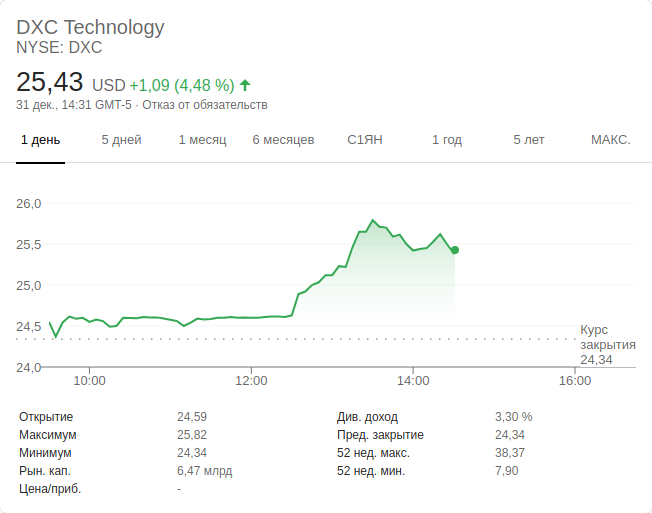 DXC Technology
NYSE: DXC
25,43 USD +1,09 (4,48 %)
31 дек., 14:31 GMT-5 · Отказ от обязательств
1 день 5 дней 1 месяц 6 месяцев С1ЯН 1 год 5 лет МАКС.
26,0
25,5
25,0
24,5
24,0
Курс
закрытия
24,34
10:00 12:00 14:00 16:00
Открытие 24,59 Див. доход 3,30 %
Максимум 25,82 Пред. закрытие 24,34
Минимум 24,34 52 нед. макс. 38,37
Рын. кап. 6,47 млрд 52 нед. мин. 7,90
Цена/приб. -